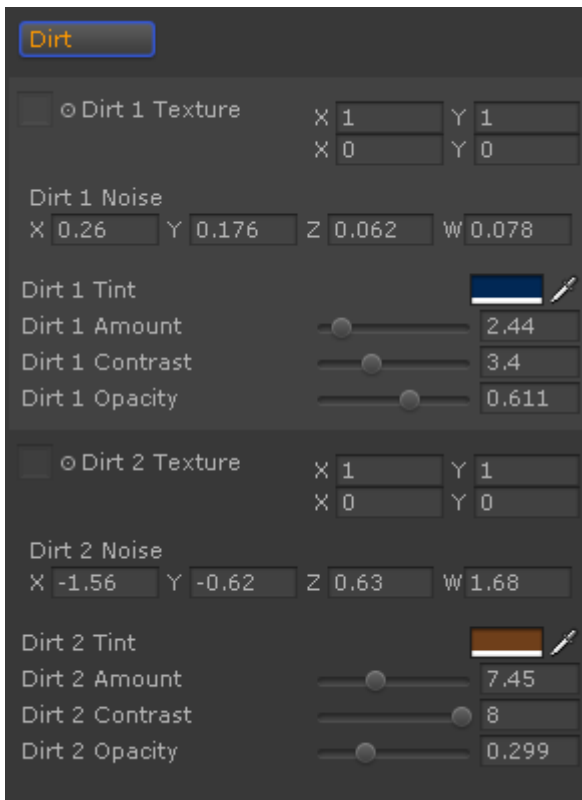 Dirt
Dirt 1 Texture X 1 Y 1
X 0 Y 0
Dirt 1 Noise
X 0.26 Y 0.176 Z 0.062 W 0.078
Dirt 1 Tint
Dirt 1 Amount 2.44
Dirt 1 Contrast 3.4
Dirt 1 Opacity 0.611
Dirt 2 Texture X 1 Y 1
X 0 Y 0
Dirt 2 Noise
X -1.56 Y -0.62 Z 0.63 W 1.68
Dirt 2 Tint
Dirt 2 Amount 7.45
Dirt 2 Contrast 8
Dirt 2 Opacity 0.299